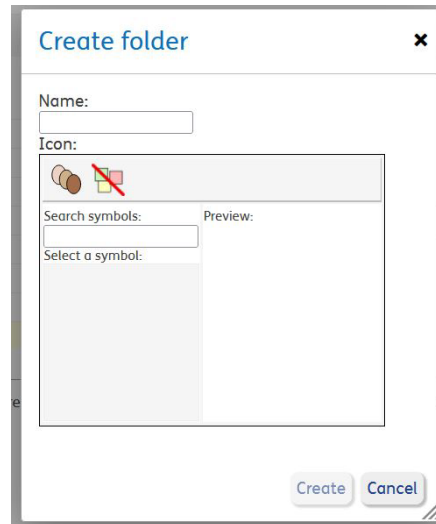 Create folder
Name:
Icon:
Search symbols:
Preview:
Select a symbol:
Create
Cancel